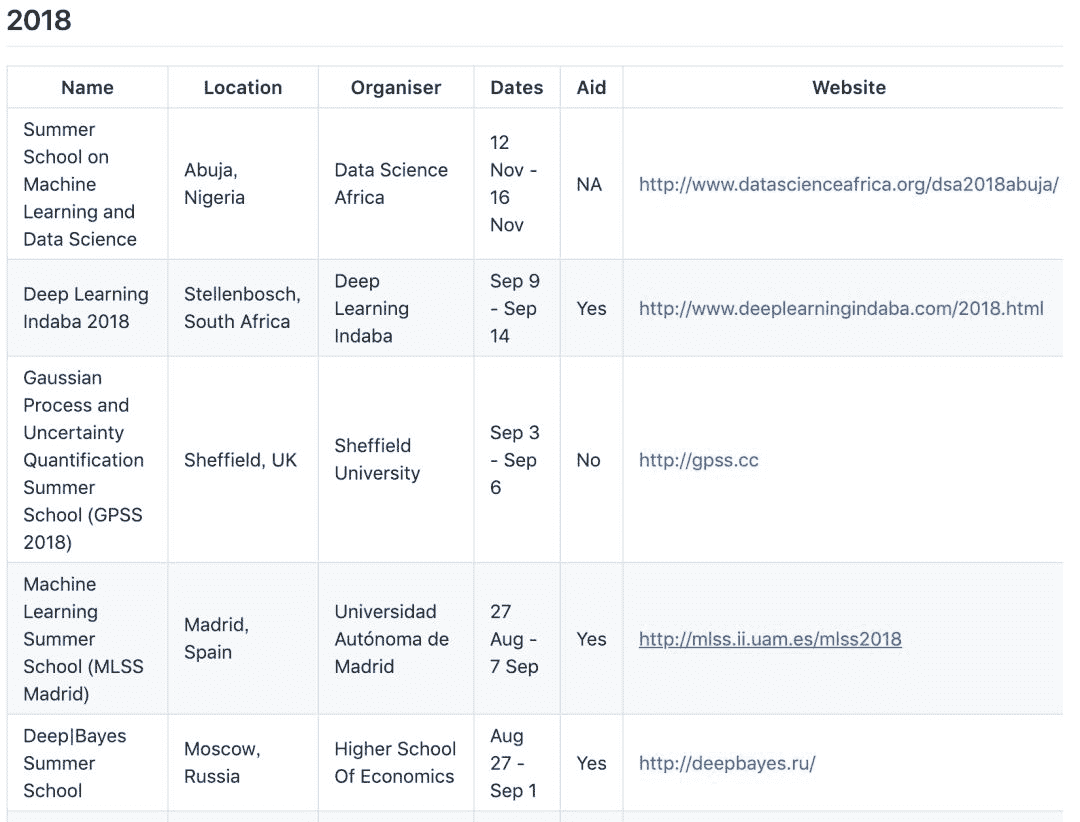 2018
Name Location Organiser Dates Aid Website
Summer
School on
Machine
Learning and
Data Science
Abuja,
Nigeria
Data Science
Africa
12
Nov -
16
Nov
NA
http://www.datascienceafrica.org/dsa2018abuja/
Deep Learning
Indaba 2018
Stellenbosch,
South Africa
Deep
Learning
Indaba
Sep 9
- Sep
14
Yes
http://www.deeplearningindaba.com/2018.html
Gaussian
Process and
Uncertainty
Quantification
Summer
School (GPSS
2018)
Sheffield, UK
Sheffield
University
Sep 3
- Sep
6
No
http://gpss.cc
Machine
Learning
Summer
School (MLSS
Madrid)
Madrid,
Spain
Universidad
Autónoma de
Madrid
27
Aug -
7 Sep
Yes
http://mlss.ii.uam.es/mlss2018
Deep|Bayes
Summer
School
Moscow,
Russia
Higher School
Of Economics
Aug
27 -
Sep 1
Yes
http://deepbayes.ru/